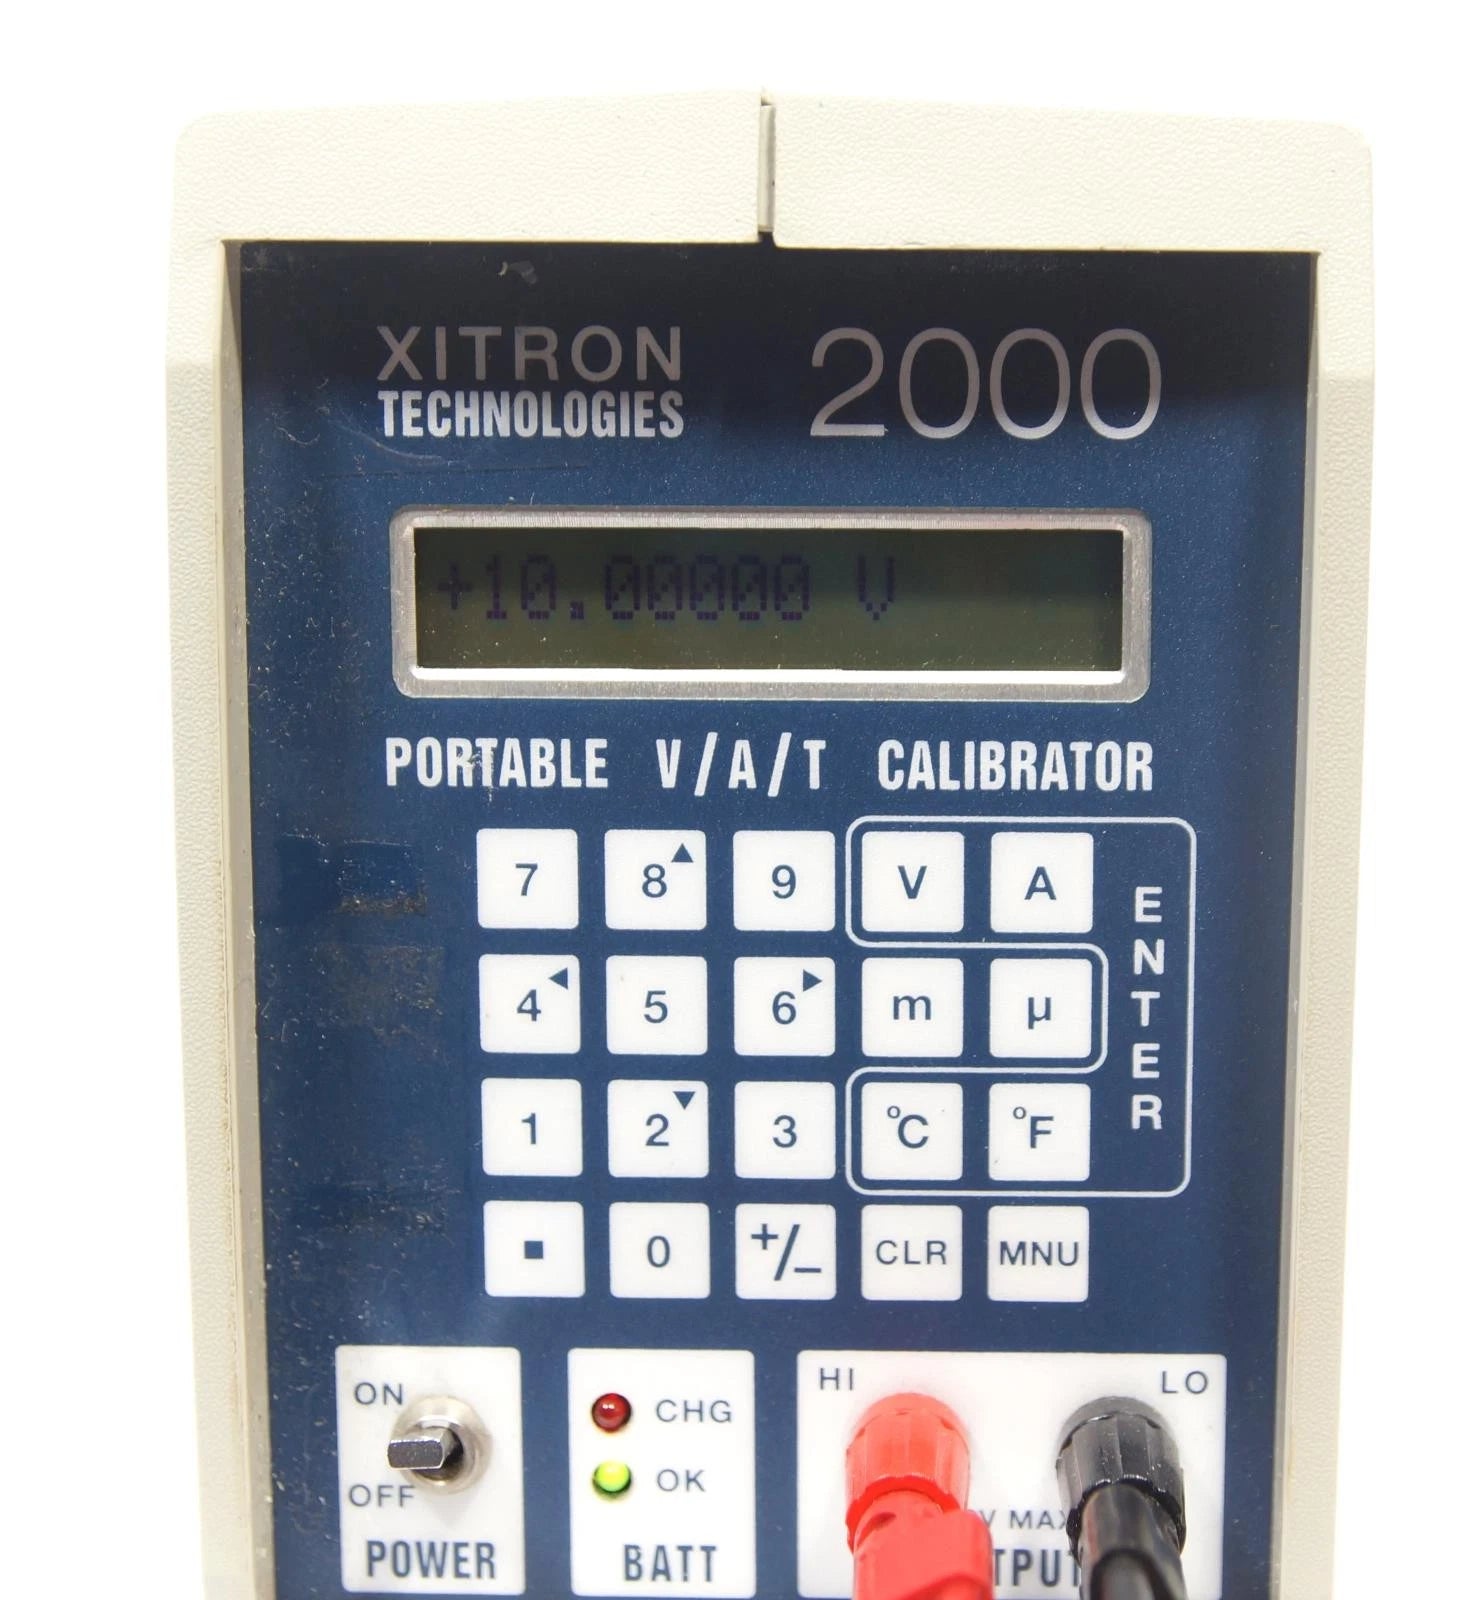 XITRON 2000
TECHNOLOGIES
+10.00000 V
PORTABLE V/A/T CALIBRATOR
7 8 9 V A
4 5 6 m µ
1 2 3 °C °F
. 0 +/- CLR MNU
ENTER
ON
OFF
POWER
CHG
OK
BATT
HI LO
V MAX